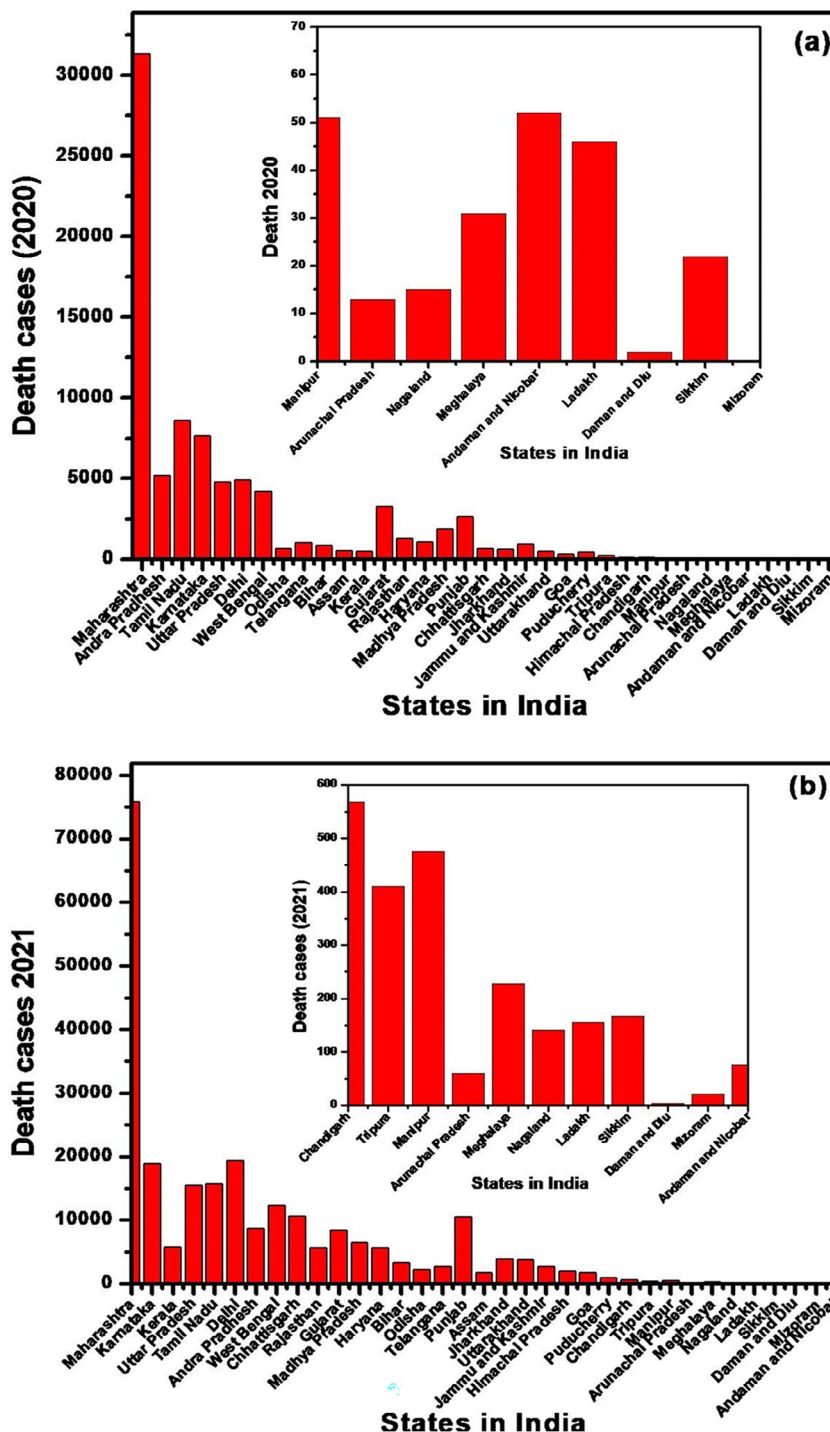 (a)
Death cases (2020)
30000
25000
20000
15000
10000
5000
0
Death 2020
70
60
50
40
30
20
10
0
Manipur
Arunachal Pradesh
Nagaland
Meghalaya
Andaman and Nicobar
Ladakh
Daman and Diu
Sikkim
Mizoram
States in India
Maharashtra
Andra Pradhesh
Tamil Nadu
Karnataka
Uttar Pradesh
Delhi
West Bengal
Odisha
Telangana
Bihar
Assam
Kerala
Gujarat
Rajasthan
Haryana
Madhya Pradesh
Punjab
Chhattisgarh
Jharkhand
Jammu and Kashmir
Uttarakhand
Goa
Puducherry
Tripura
Himachal Pradesh
Chandigarh
Manipur
Arunachal Pradesh
Nagaland
Meghalaya
Andaman and Nicobar
Ladakh
Daman and Diu
Sikkim
Mizoram
States in India
(b)
Death cases 2021
80000
70000
60000
50000
40000
30000
20000
10000
0
Death cases (2021)
600
500
400
300
200
100
0
Chandigarh
Tripura
Manipur
Arunachal Pradesh
Meghalaya
Nagaland
Ladakh
Sikkim
Daman and Diu
Mizoram
Andaman and Nicobar
States in India
Maharashtra
Karnataka
Kerala
Uttar Pradesh
Tamil Nadu
Delhi
Andra Pradesh
West Bengal
Chhattisgarh
Rajasthan
Gujarat
Madhya Pradesh
Haryana
Bihar
Odisha
Telangana
Punjab
Assam
Jharkhand
Uttarakhand
Jammu and Kashmir
Himachal Pradesh
Goa
Puducherry
Chandigarh
Tripura
Manipur
Arunachal Pradesh
Meghalaya
Nagaland
Ladakh
Sikkim
Daman and Diu
Mizoram
Andaman and Nicobar
States in India